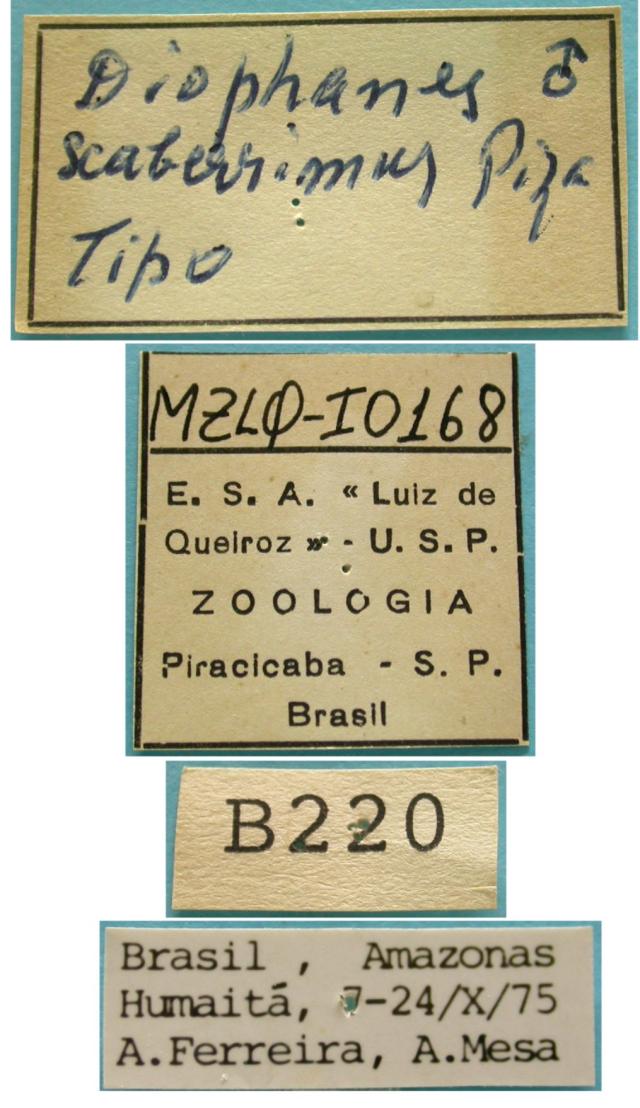 Diophanes ♂
scaberrimus Piza
Tipo
MZLQ-I0168
E. S. A. « Luiz de
Queiroz » - U. S. P.
ZOOLOGIA
Piracicaba - S. P.
Brasil
B220
Brasil , Amazonas
Humaitá, 7-24/X/75
A.Ferreira, A.Mesa